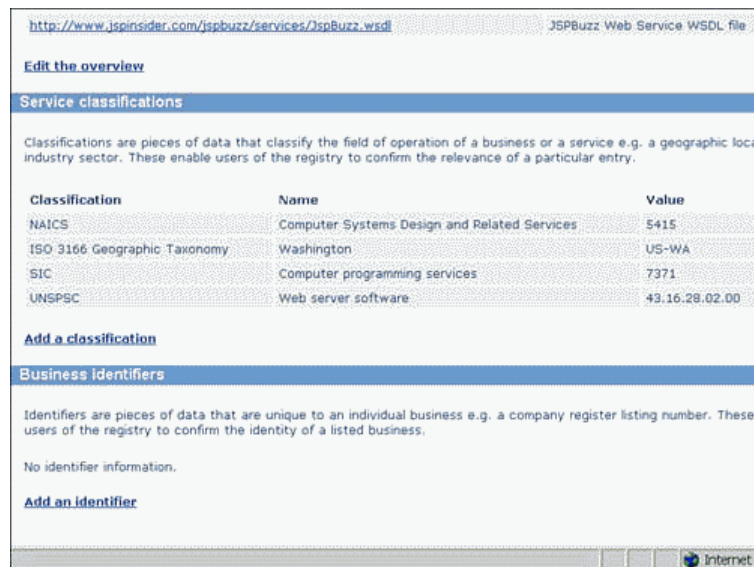 http://www.jspinsider.com/jspbuzz/services/JspBuzz.wsdl JSPBuzz Web Service WSDL file
Edit the overview
Service classifications
Classifications are pieces of data that classify the field of operation of a business or a service e.g. a geographic loca
industry sector. These enable users of the registry to confirm the relevance of a particular entry.
Classification Name Value
NAICS Computer Systems Design and Related Services 5415
ISO 3166 Geographic Taxonomy Washington US-WA
SIC Computer programming services 7371
UNSPSC Web server software 43.16.28.02.00
Add a classification
Business identifiers
Identifiers are pieces of data that are unique to an individual business e.g. a company register listing number. These
users of the registry to confirm the identity of a listed business.
No identifier information.
Add an identifier
Internet